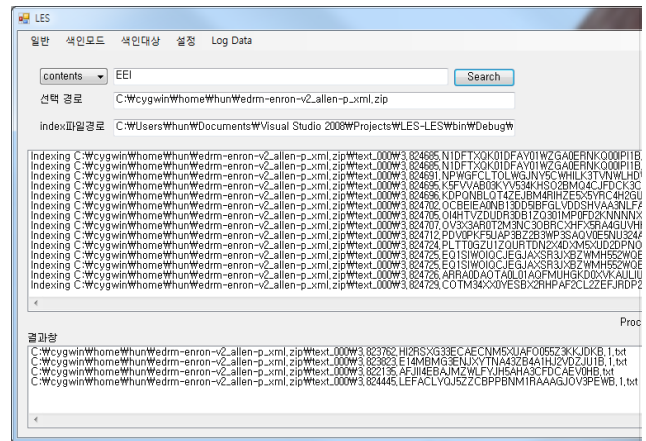 LES
일반 색인모드 색인대상 설정 Log Data
contents EEI Search
선택 경로 C:₩cygwin₩home₩hun₩edrm-enron-v2_allen-p_xml,zip
index파일경로 C:₩Users₩hun₩Documents₩Visual Studio 2008₩Projects₩LES-LES₩bin₩Debug₩
Indexing C:₩cygwin₩home₩hun₩edrm-enron-v2_allen-p_xml,zip₩text_000₩3,824685,N1DFTXQK01DFAY01WZGA0ERNKQ00IPI1B
Indexing C:₩cygwin₩home₩hun₩edrm-enron-v2_allen-p_xml,zip₩text_000₩3,824685,N1DFTXQK01DFAY01WZGA0ERNKQ00IPI1B
Indexing C:₩cygwin₩home₩hun₩edrm-enron-v2_allen-p_xml,zip₩text_000₩3,824691,NPWGFCLTOLWGJNY5CWHILK3TVNWLHD
Indexing C:₩cygwin₩home₩hun₩edrm-enron-v2_allen-p_xml,zip₩text_000₩3,824695,K5FVVAB03KYV534KHSO2BMQ4CJFDCK3C
Indexing C:₩cygwin₩home₩hun₩edrm-enron-v2_allen-p_xml,zip₩text_000₩3,824696,KDPQNBLQT4ZEJBM4RIHZE5X5YRC4H2GU
Indexing C:₩cygwin₩home₩hun₩edrm-enron-v2_allen-p_xml,zip₩text_000₩3,824702,OCBEIEA0NB13DD5BFGLVDDSHVAA3NLFA
Indexing C:₩cygwin₩home₩hun₩edrm-enron-v2_allen-p_xml,zip₩text_000₩3,824705,OI4HTVZDUDR3DB1ZQ301MP0FD2KNNNNX
Indexing C:₩cygwin₩home₩hun₩edrm-enron-v2_allen-p_xml,zip₩text_000₩3,824707,OV3X3AR0T2M3NC3OBRCXHFX5RA4GUVH
Indexing C:₩cygwin₩home₩hun₩edrm-enron-v2_allen-p_xml,zip₩text_000₩3,824712,PDV0PKF5UAP3BZ2B3WP3SAQV0E5NU324A
Indexing C:₩cygwin₩home₩hun₩edrm-enron-v2_allen-p_xml,zip₩text_000₩3,824724,PLTT0GZU1ZQURTDN2X4DXM5XUD2DPNO
Indexing C:₩cygwin₩home₩hun₩edrm-enron-v2_allen-p_xml,zip₩text_000₩3,824725,EQ1SIWOIQCJEGJAXSR3JXBZWMH552WQE
Indexing C:₩cygwin₩home₩hun₩edrm-enron-v2_allen-p_xml,zip₩text_000₩3,824725,EQ1SIWOIQCJEGJAXSR3JXBZWMH552WQE
Indexing C:₩cygwin₩home₩hun₩edrm-enron-v2_allen-p_xml,zip₩text_000₩3,824726,ARRA0DAOTA0L01AQFMUHGKD0XVKAULIL
Indexing C:₩cygwin₩home₩hun₩edrm-enron-v2_allen-p_xml,zip₩text_000₩3,824729,COTM34XX0YESBX2RHPAF2CL2ZEFJRDP2
Proc
결과창
C:₩cygwin₩home₩hun₩edrm-enron-v2_allen-p_xml,zip₩text_000₩3,823762,HI2RSXG33ECAECNM5XUAFO055Z3KKJDKB,1,txt
C:₩cygwin₩home₩hun₩edrm-enron-v2_allen-p_xml,zip₩text_000₩3,823823,E14MBMG3ENJXYTNA43ZB4A1HJ2VDZJU1B,1,txt
C:₩cygwin₩home₩hun₩edrm-enron-v2_allen-p_xml,zip₩text_000₩3,822135,AFJII4EBAJMZWLFYJH5AHA3CFDCAEV0HB,txt
C:₩cygwin₩home₩hun₩edrm-enron-v2_allen-p_xml,zip₩text_000₩3,824445,LEFACLYQJ5ZZCBPPBNM1RAAAGJOV3PEWB,1,txt